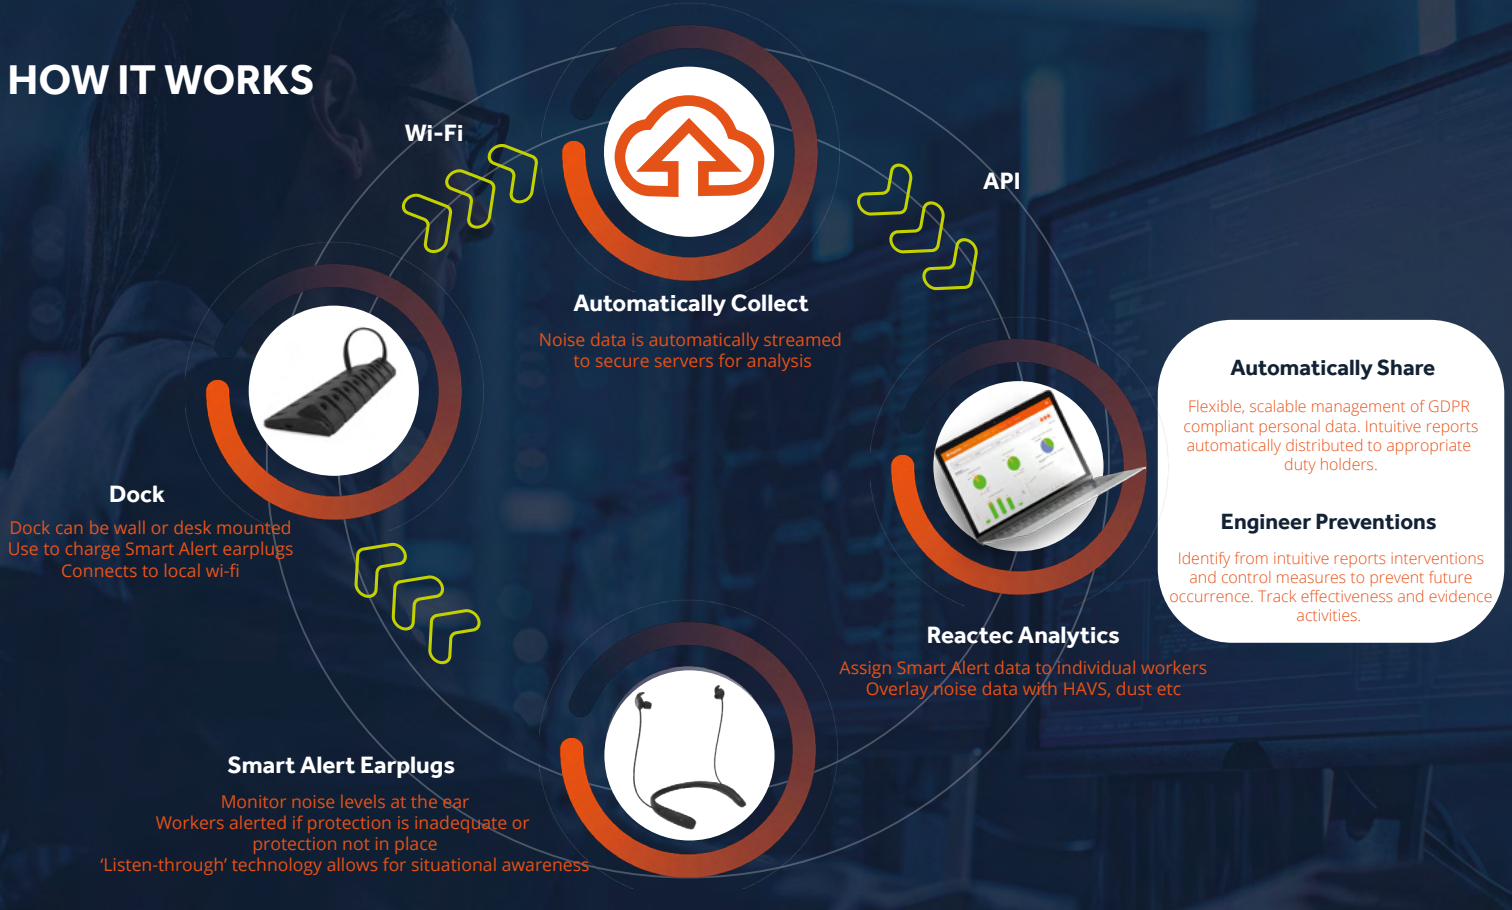 HOW IT WORKS
Wi-Fi
API
Automatically Collect
Noise data is automatically streamed
to secure servers for analysis
Dock
Dock can be wall or desk mounted
Use to charge Smart Alert earplugs
Connects to local wi-fi
Automatically Share
Flexible, scalable management of GDPR
compliant personal data. Intuitive reports
automatically distributed to appropriate
duty holders.
Engineer Preventions
Identify from intuitive reports interventions
and control measures to prevent future
occurrence. Track effectiveness and evidence
activities.
Reactec Analytics
Assign Smart Alert data to individual workers
Overlay noise data with HAVS, dust etc
Smart Alert Earplugs
Monitor noise levels at the ear
Workers alerted if protection is inadequate or
protection not in place
‘Listen-through’ technology allows for situational awareness